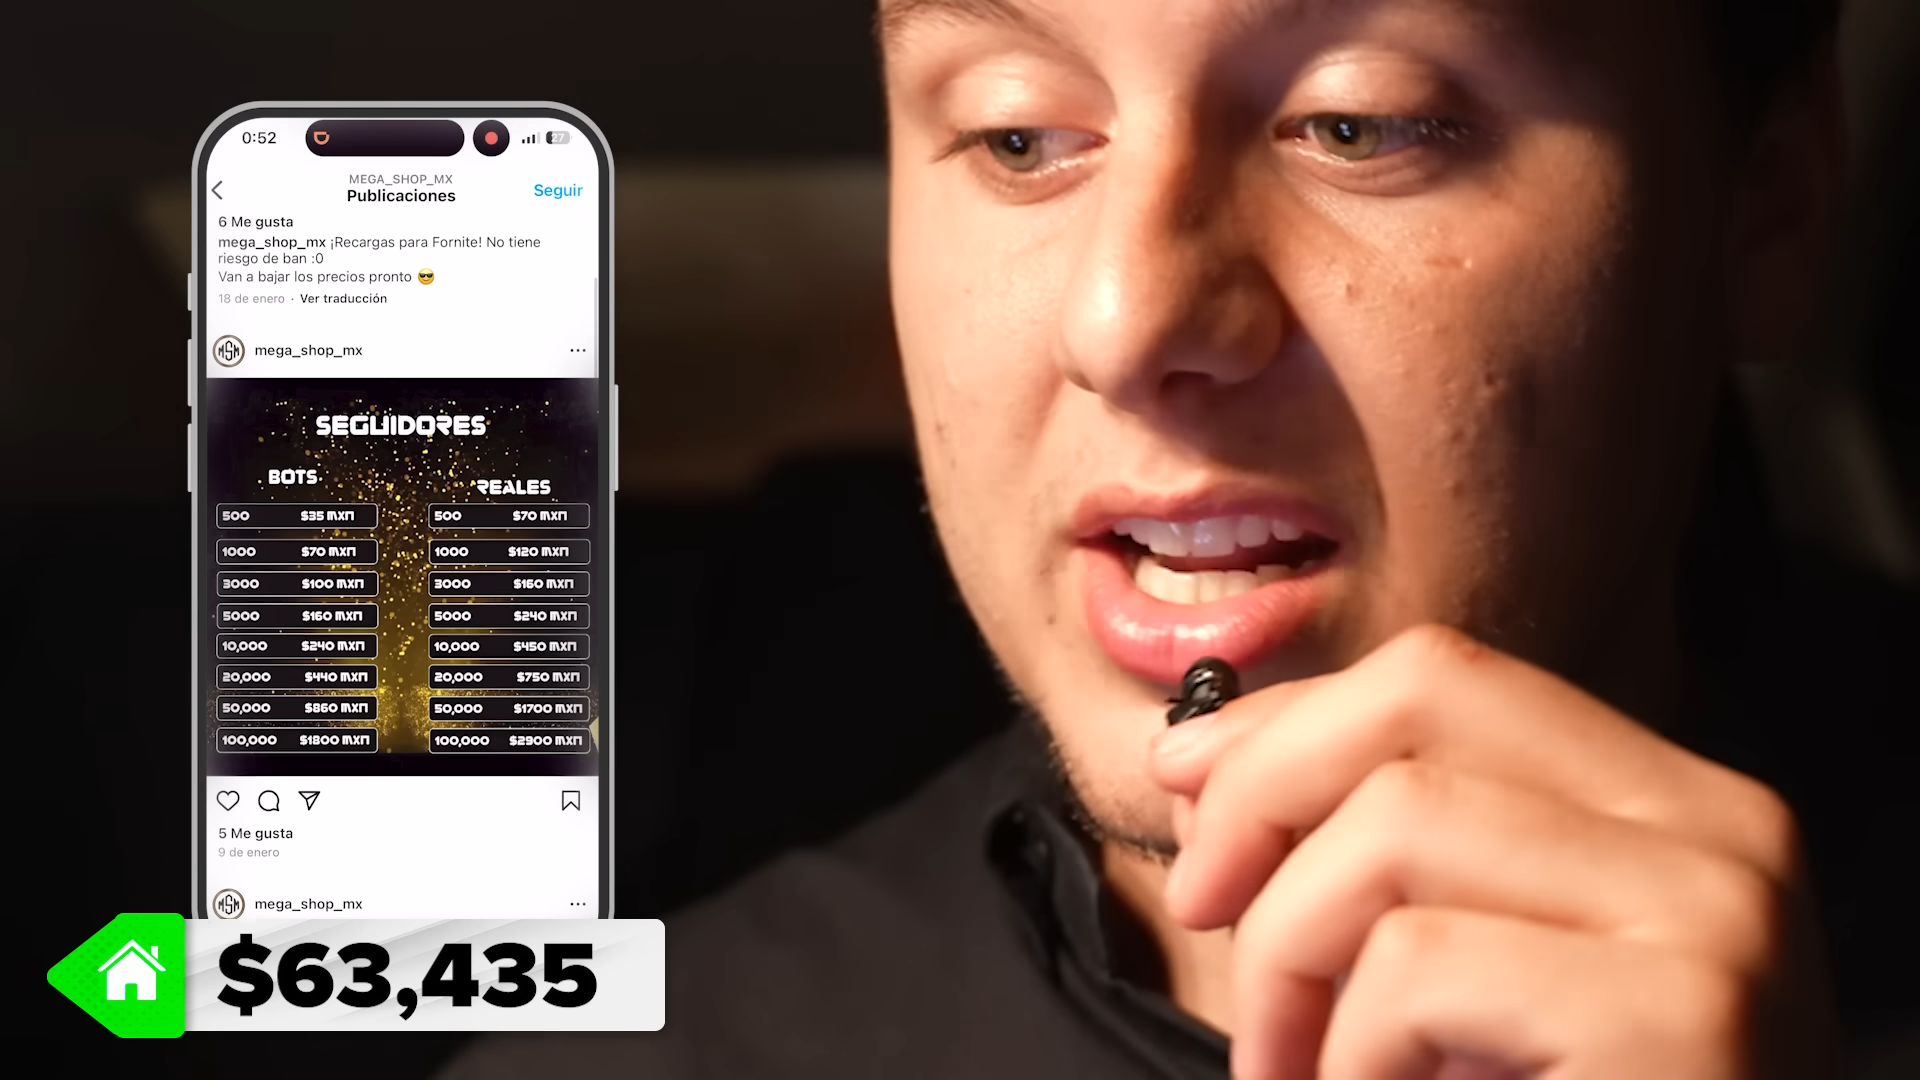 0:52
27
MEGA_SHOP_MX
Publicaciones
Seguir
6 Me gusta
mega_shop_mx ¡Recargas para Fornite! No tiene
riesgo de ban :0
Van a bajar los precios pronto 😎
18 de enero · Ver traducción
MSM
mega_shop_mx
SEGUIDORES
BOTS
REALES
500 $35 MXN
500 $70 MXN
1000 $70 MXN
1000 $120 MXN
3000 $100 MXN
3000 $160 MXN
5000 $160 MXN
5000 $240 MXN
10,000 $240 MXN
10,000 $450 MXN
20,000 $440 MXN
20,000 $750 MXN
50,000 $860 MXN
50,000 $1700 MXN
100,000 $1800 MXN
100,000 $2900 MXN
5 Me gusta
9 de enero
MSM
mega_shop_mx
$63,435